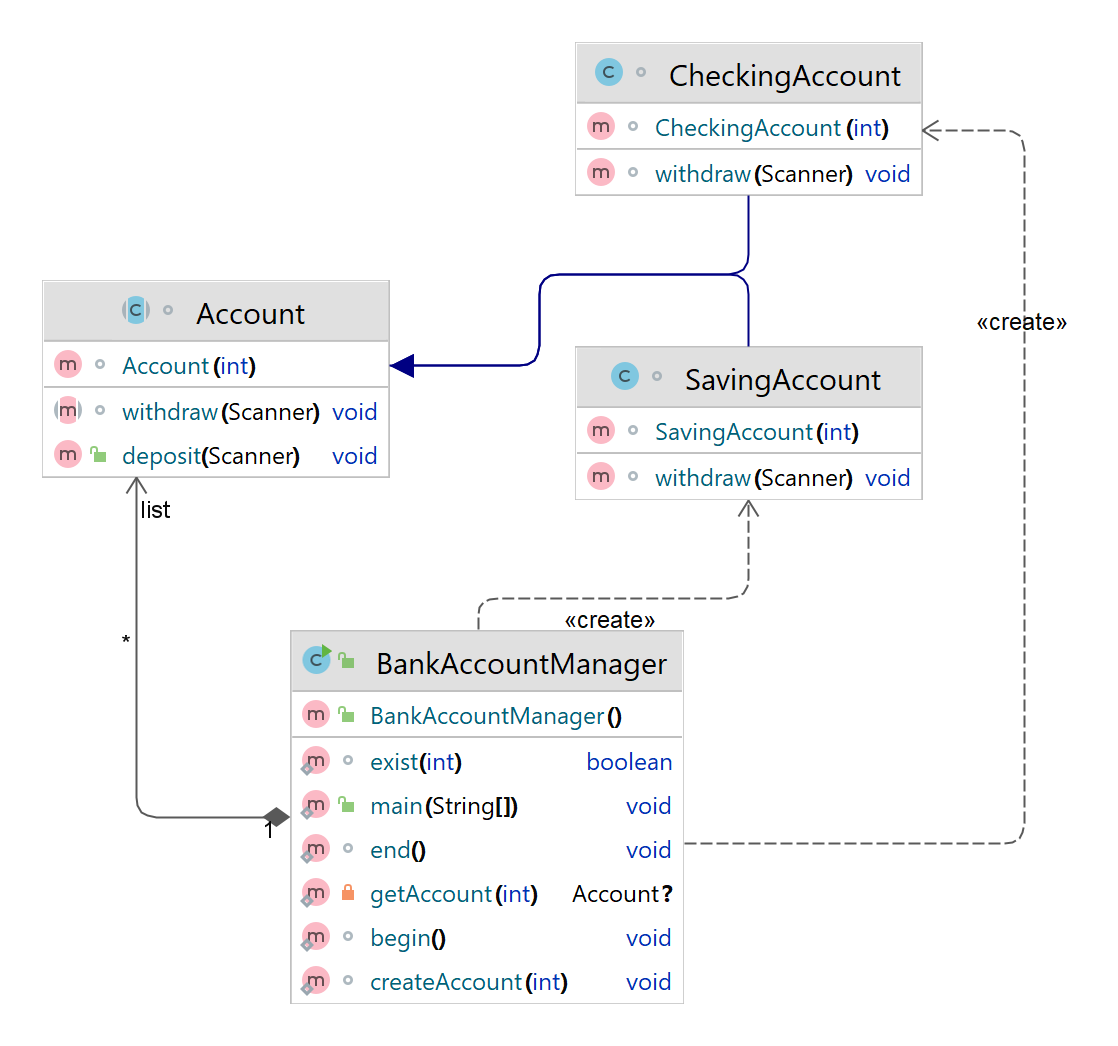 C CheckingAccount
m CheckingAccount(int)
m withdraw(Scanner) void
«create»
C Account
m Account(int)
m withdraw(Scanner) void
m deposit(Scanner) void
list
C SavingAccount
m SavingAccount(int)
m withdraw(Scanner) void
«create»
*
1
C BankAccountManager
m BankAccountManager()
m exist(int) boolean
m main(String[]) void
m end() void
m getAccount(int) Account?
m begin() void
m createAccount(int) void